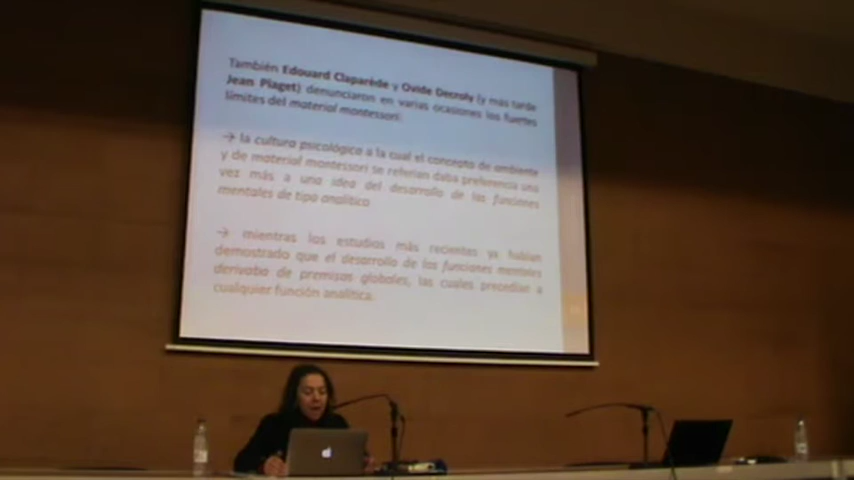 También Edouard Claparède y Ovide Decroly (y más tarde
Jean Piaget) denunciaron en varias ocasiones los fuertes
límites del material montessori:
→ la cultura psicológica a la cual el concepto de ambiente
y de material montessori se referían daba preferencia una
vez más a una idea del desarrollo de las funciones
mentales de tipo analítico
→ mientras los estudios más recientes ya habían
demostrado que el desarrollo de las funciones mentales
derivaba de premisas globales, las cuales precedían a
cualquier función analítica.